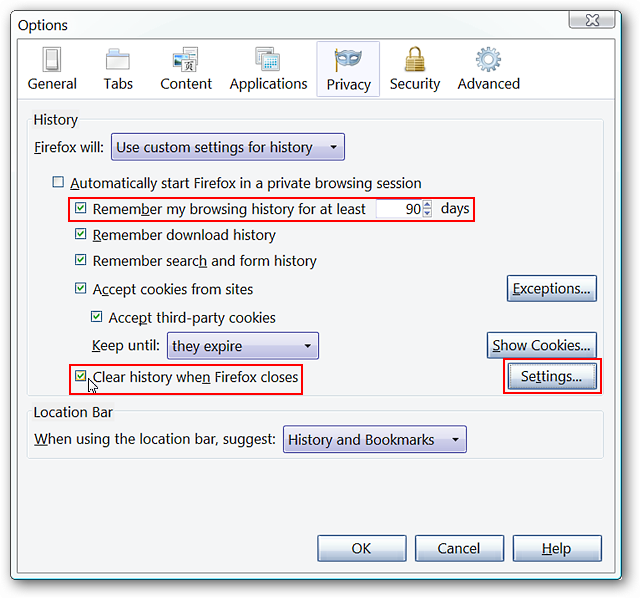 Options
General Tabs Content Applications Privacy Security Advanced
History
Firefox will: Use custom settings for history
Automatically start Firefox in a private browsing session
Remember my browsing history for at least 90 days
Remember download history
Remember search and form history
Accept cookies from sites Exceptions...
Accept third-party cookies
Keep until: they expire Show Cookies...
Clear history when Firefox closes Settings...
Location Bar
When using the location bar, suggest: History and Bookmarks
OK Cancel Help